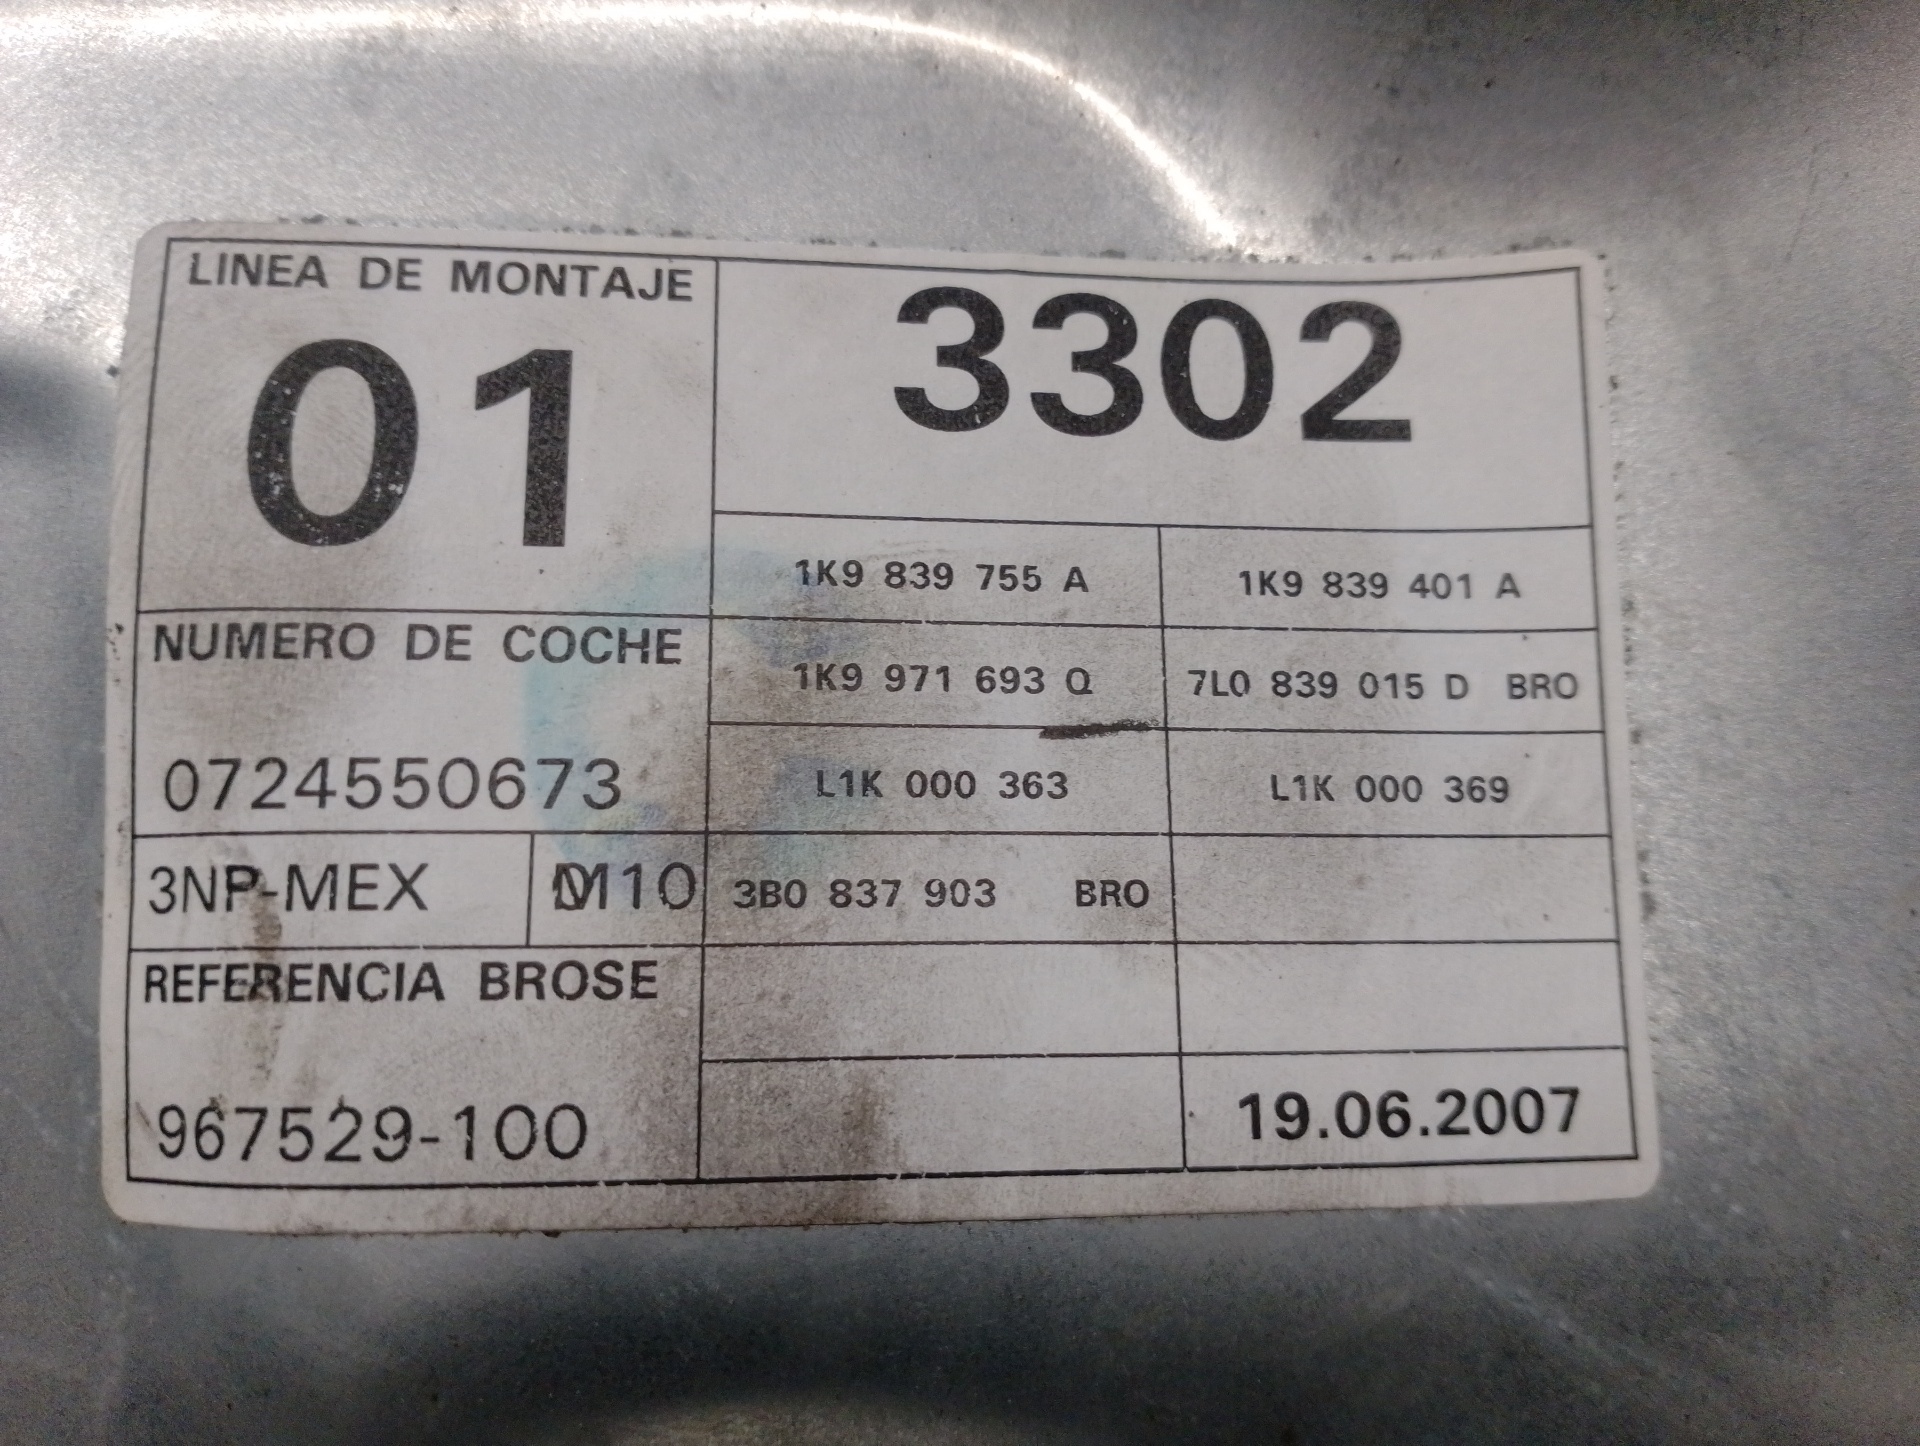 LINEA DE MONTAJE
01
3302
1K9 839 755 A
1K9 839 401 A
NUMERO DE COCHE
0724550673
1K9 971 693 Q
7L0 839 015 D BRO
L1K 000 363
L1K 000 369
3NP-MEX
3B0 837 903 BRO
REFERENCIA BROSE
967529-100
19.06.2007